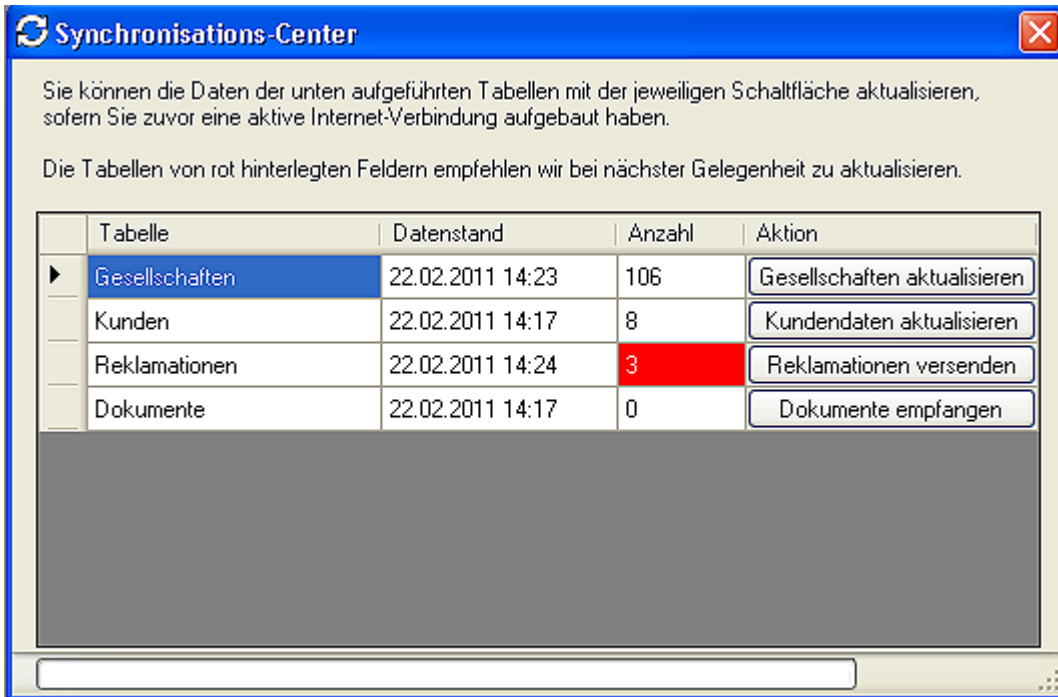 Synchronisations-Center
Sie können die Daten der unten aufgeführten Tabellen mit der jeweiligen Schaltfläche aktualisieren,
sofern Sie zuvor eine aktive Internet-Verbindung aufgebaut haben.
Die Tabellen von rot hinterlegten Feldern empfehlen wir bei nächster Gelegenheit zu aktualisieren.
Tabelle Datenstand Anzahl Aktion
Gesellschaften 22.02.2011 14:23 106 Gesellschaften aktualisieren
Kunden 22.02.2011 14:17 8 Kundendaten aktualisieren
Reklamationen 22.02.2011 14:24 3 Reklamationen versenden
Dokumente 22.02.2011 14:17 0 Dokumente empfangen